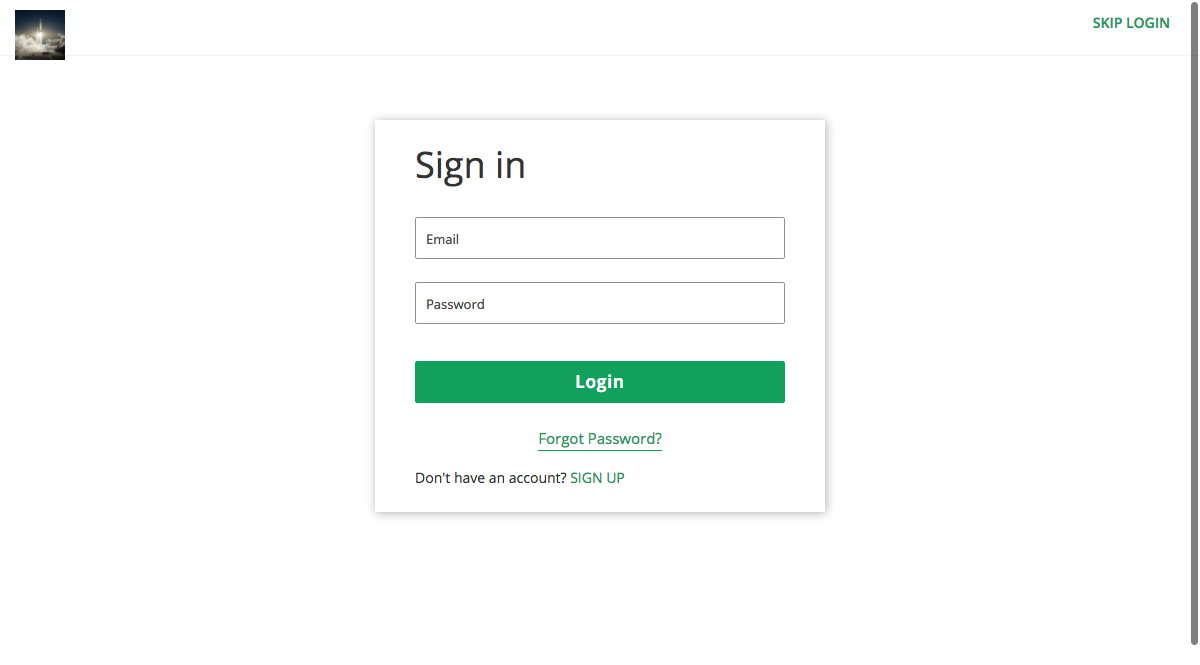 SKIP LOGIN
Sign in
Email
Password
Login
Forgot Password?
Don't have an account? SIGN UP